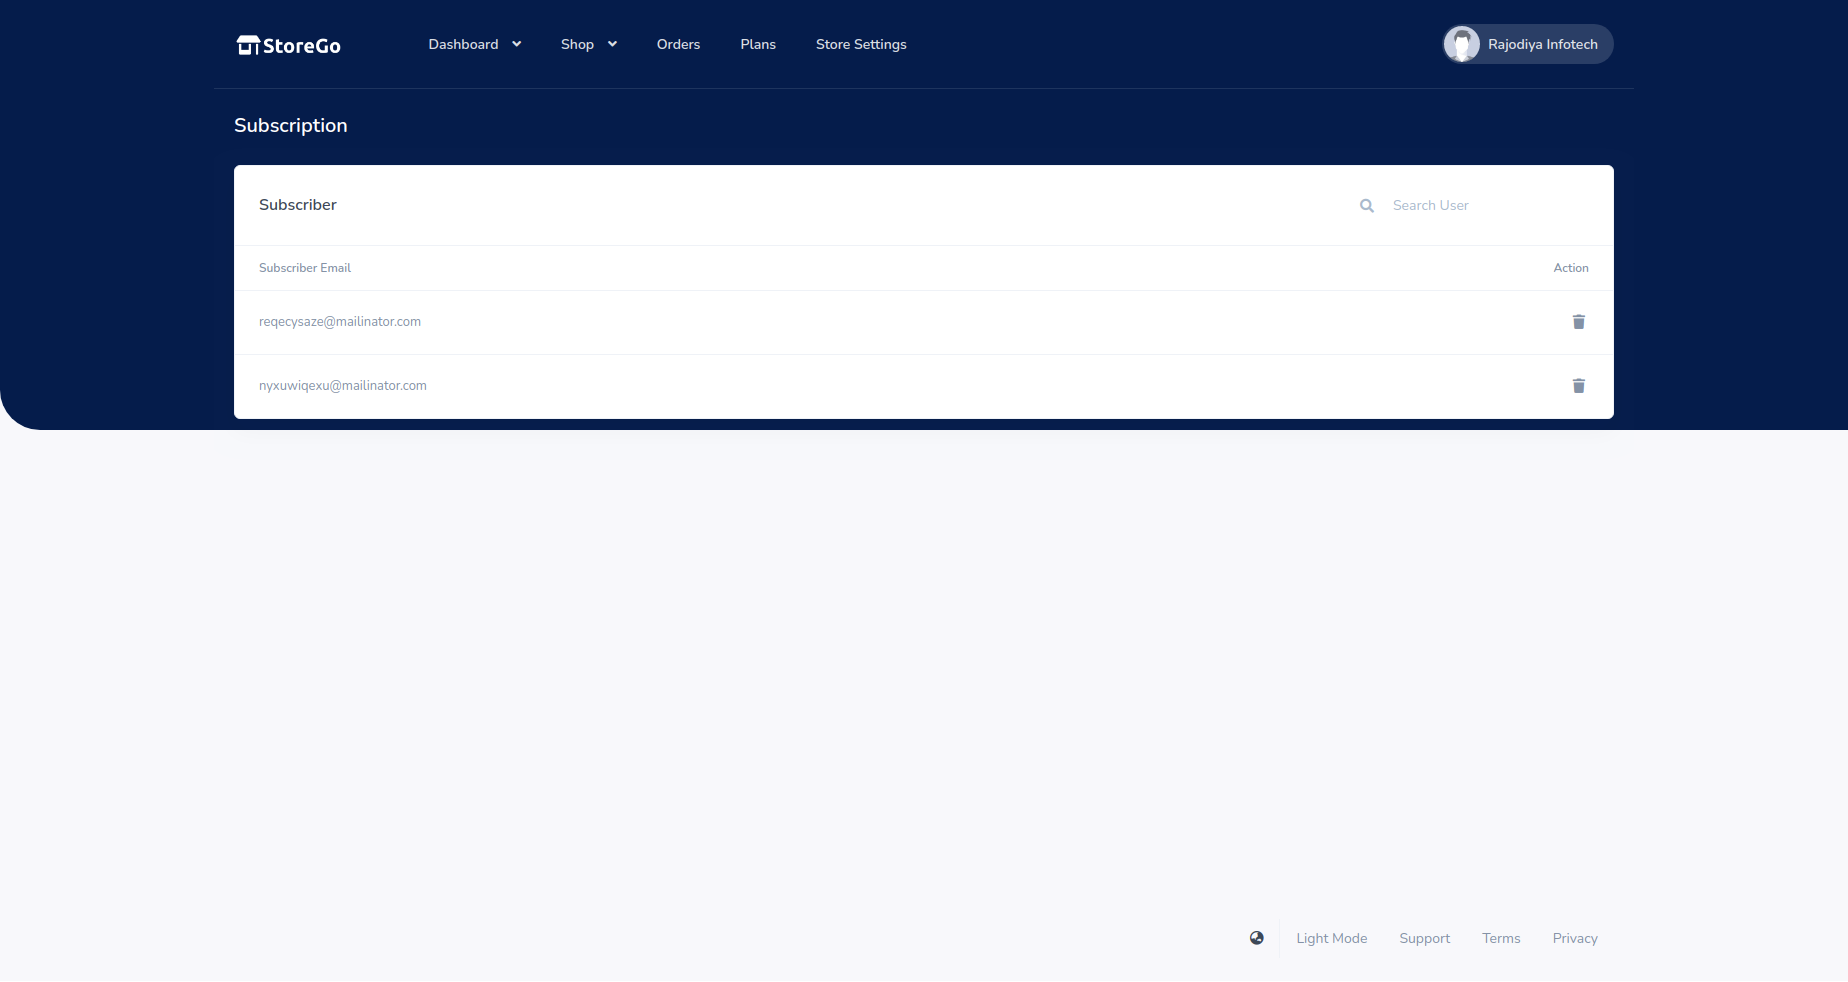 StoreGo Dashboard Shop Orders Plans Store Settings Rajodiya Infotech
Subscription
Subscriber Search User
Subscriber Email Action
reqecysaze@mailinator.com
nyxuwiqexu@mailinator.com
Light Mode Support Terms Privacy